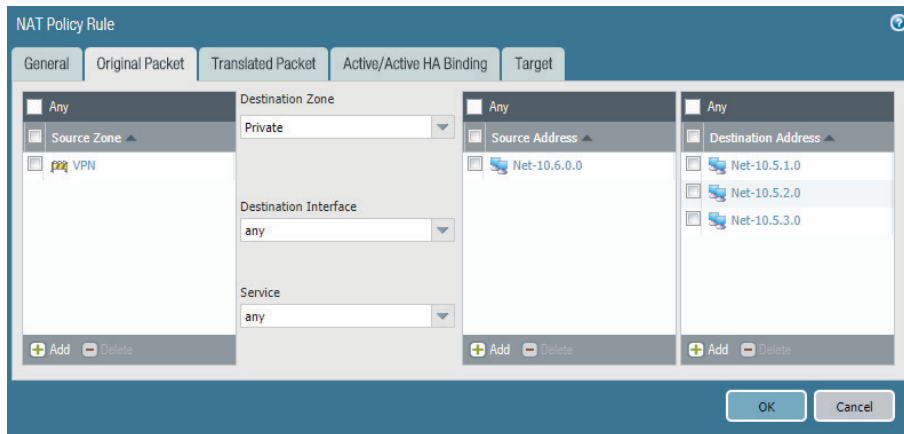 NAT Policy Rule
General
Original Packet
Translated Packet
Active/Active HA Binding
Target
Any
Source Zone
VPN
Add
Delete
Destination Zone
Private
Destination Interface
any
Service
any
Any
Source Address
Net-10.6.0.0
Add
Delete
Any
Destination Address
Net-10.5.1.0
Net-10.5.2.0
Net-10.5.3.0
Add
Delete
OK
Cancel